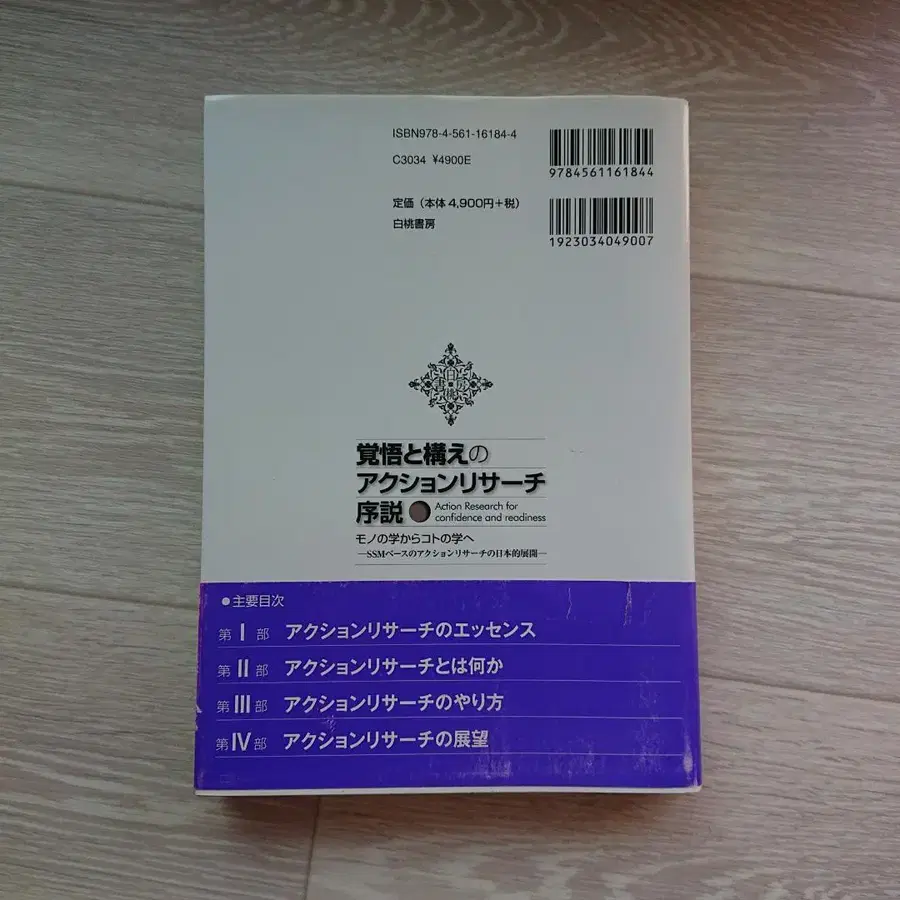 ISBN978-4-561-16184-4
C3034 ¥4900E
9784561161844
定価（本体4,900円+税）
白桃書房
1923034049007
白
書 房
桃
覚悟と構えの
アクションリサーチ
序説
Action Research for
confidence and readiness
モノの学からコトの学へ
―SSMベースのアクションリサーチの日本的展開―
●主要目次
第I部 アクションリサーチのエッセンス
第II部 アクションリサーチとは何か
第III部 アクションリサーチのやり方
第IV部 アクションリサーチの展望